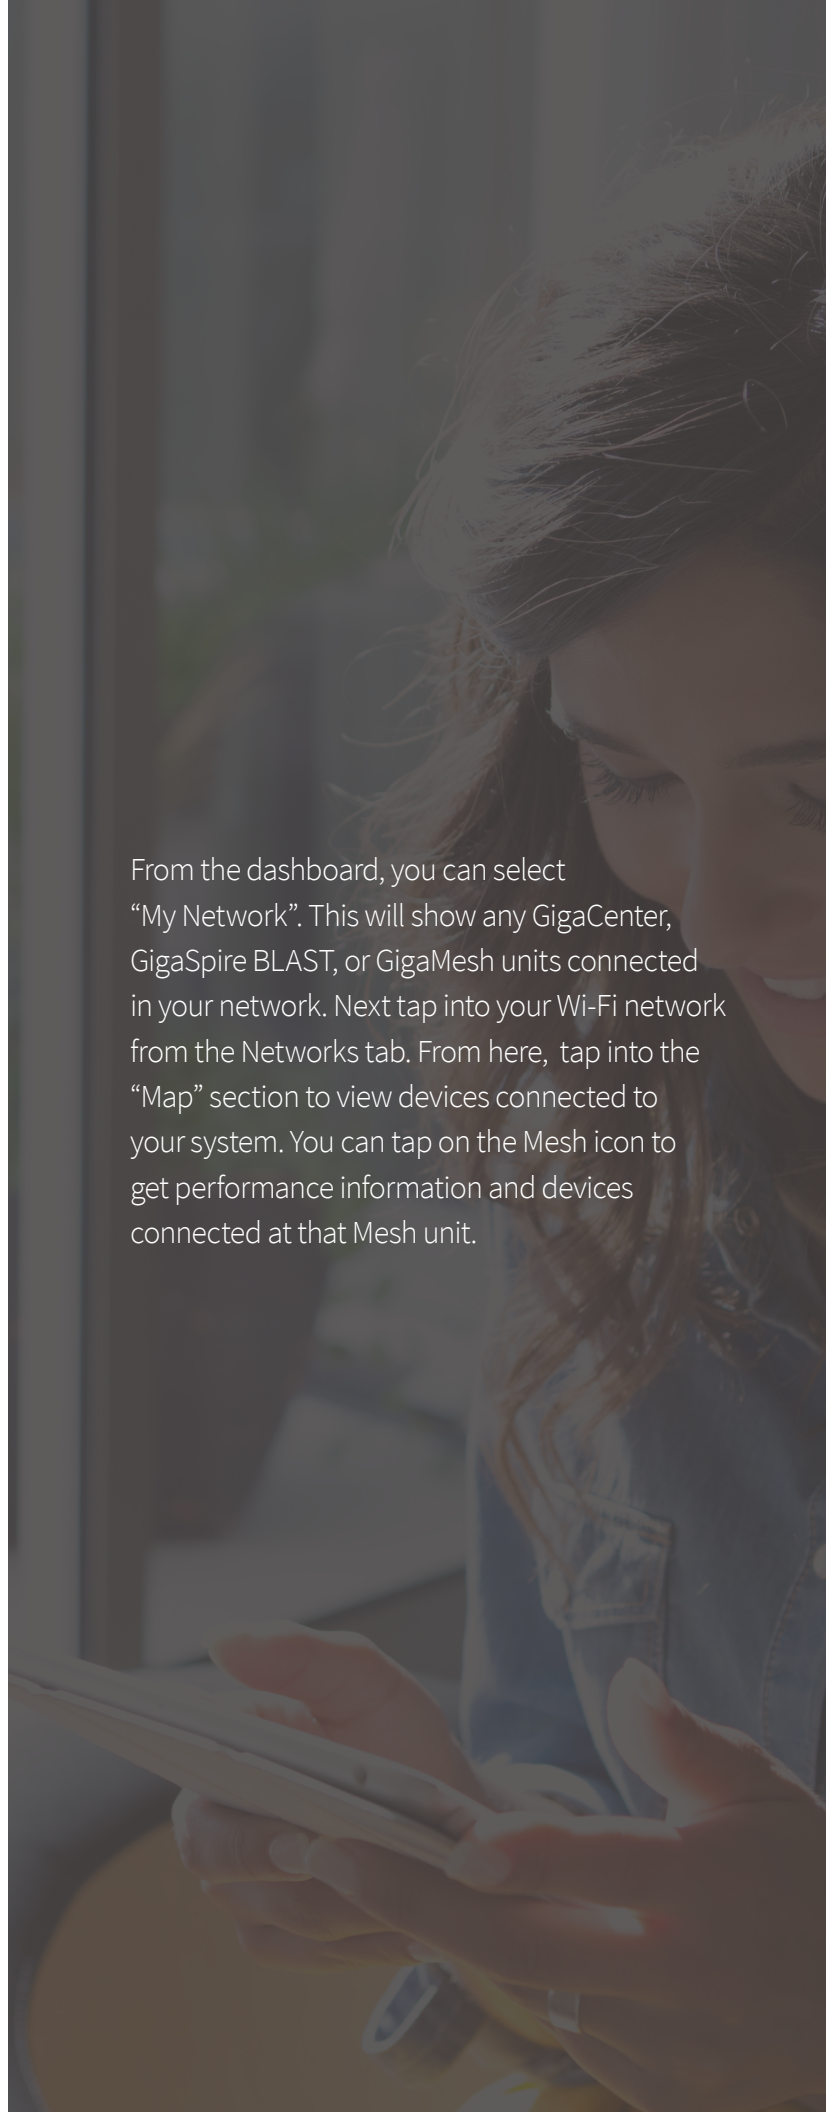 From the dashboard, you can select
“My Network”. This will show any GigaCenter,
GigaSpire BLAST, or GigaMesh units connected
in your network. Next tap into your Wi-Fi network
from the Networks tab. From here,  tap into the
“Map” section to view devices connected to
your system. You can tap on the Mesh icon to
get performance information and devices
connected at that Mesh unit.